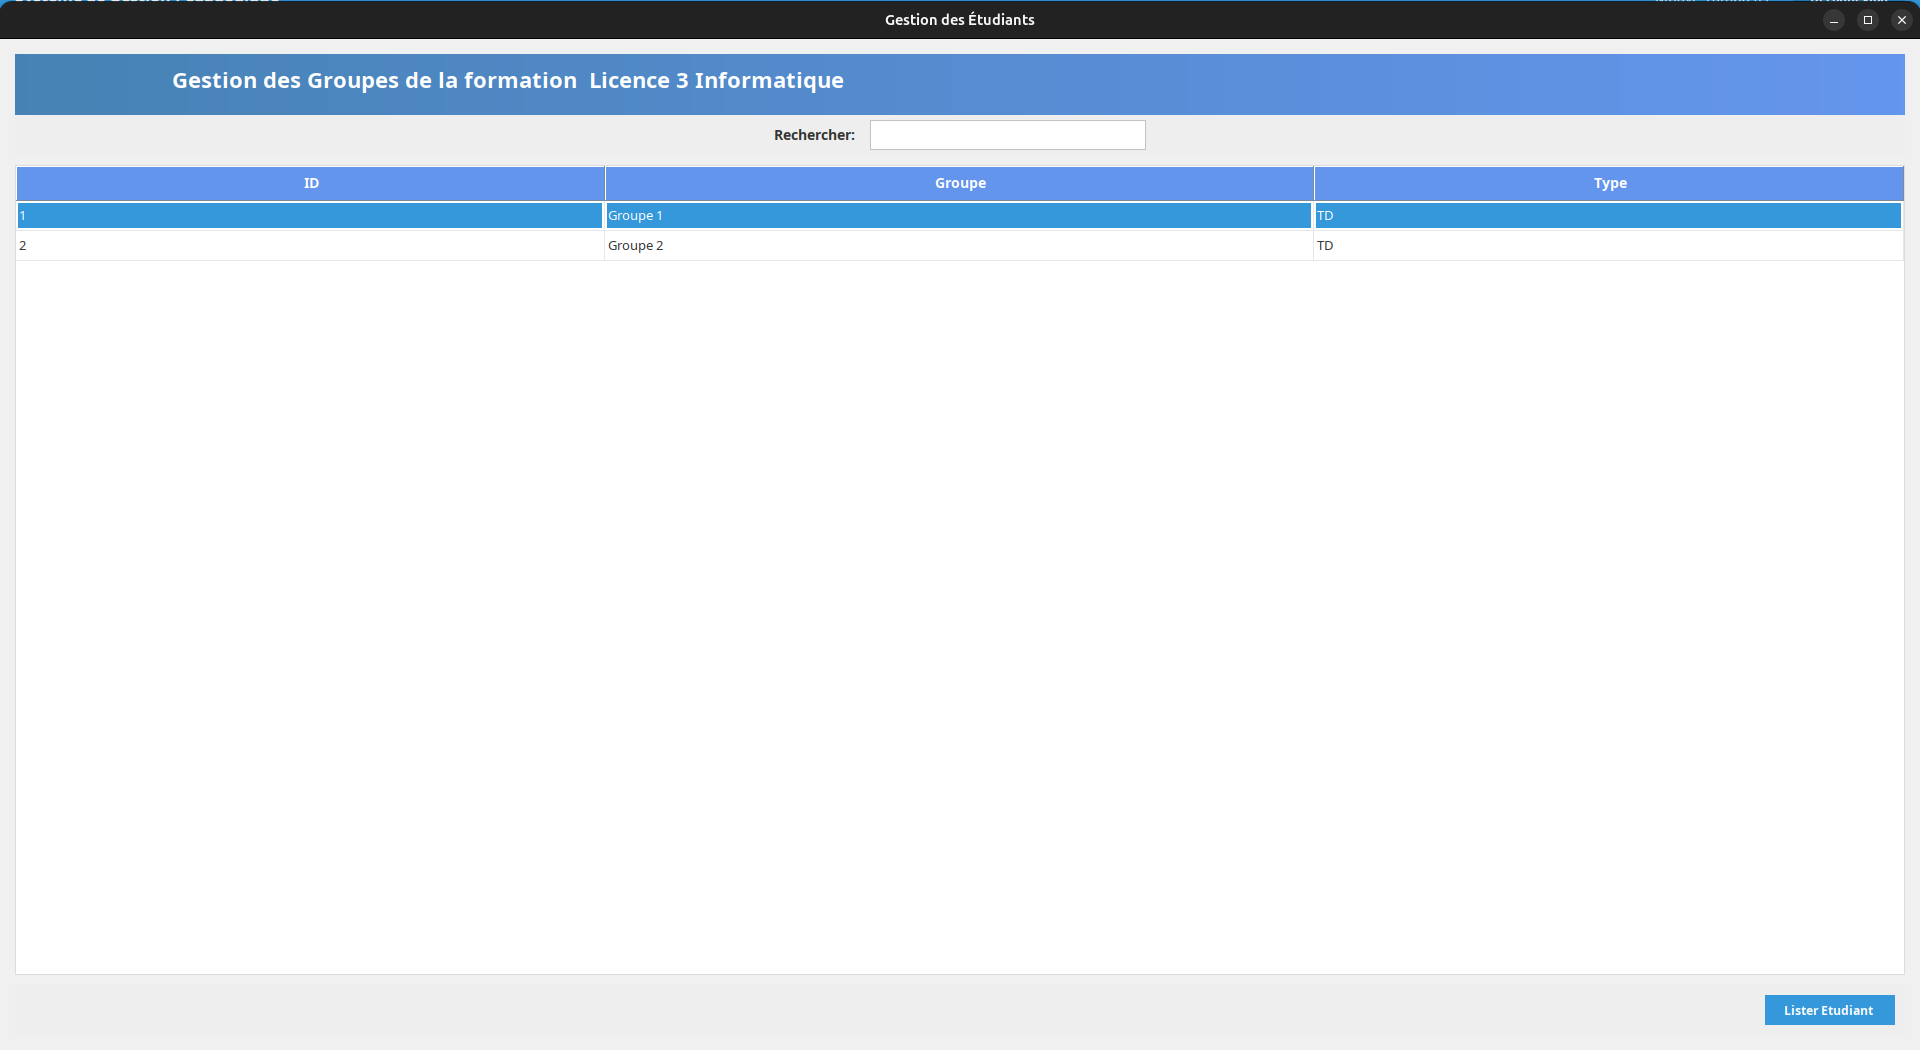 Gestion des Étudiants
Gestion des Groupes de la formation  Licence 3 Informatique
Rechercher:
ID Groupe Type
1 Groupe 1 TD
2 Groupe 2 TD
Lister Etudiant